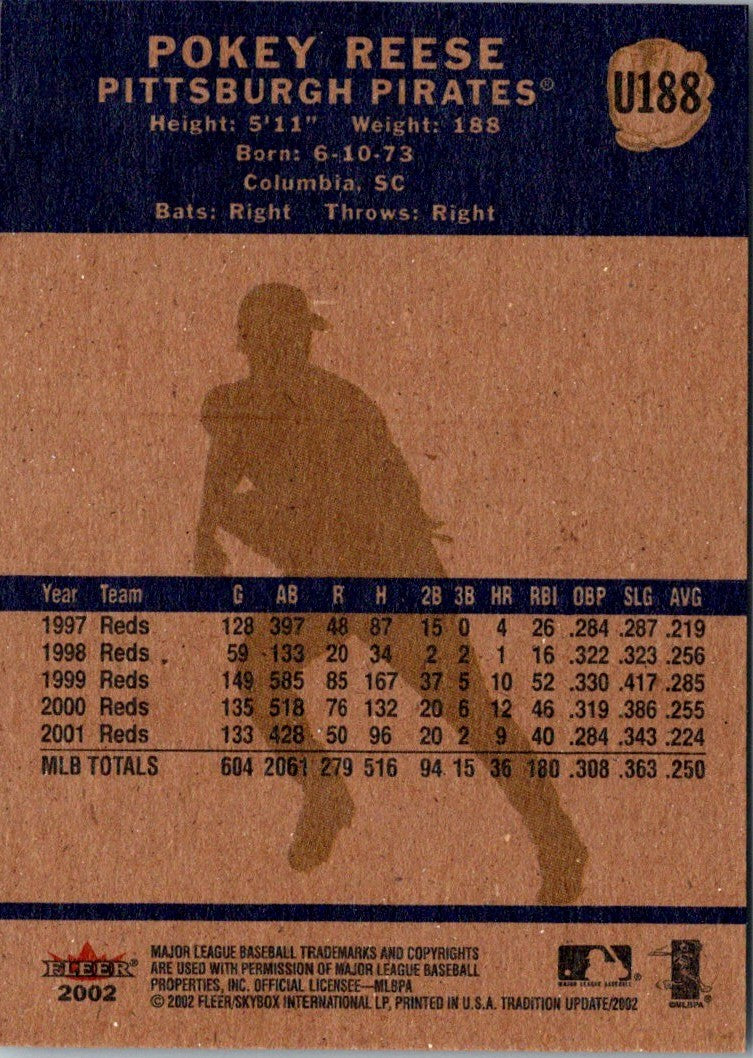 POKEY REESE
PITTSBURGH PIRATES®
U188
Height: 5'11" Weight: 188
Born: 6-10-73
Columbia, SC
Bats: Right Throws: Right
Year Team G AB R H 2B 3B HR RBI OBP SLG AVG
1997 Reds 128 397 48 87 15 0 4 26 .284 .287 .219
1998 Reds 59 133 20 34 2 2 1 16 .322 .323 .256
1999 Reds 149 585 85 167 37 5 10 52 .330 .417 .285
2000 Reds 135 518 76 132 20 6 12 46 .319 .386 .255
2001 Reds 133 428 50 96 20 2 9 40 .284 .343 .224
MLB TOTALS 604 2061 279 516 94 15 36 180 .308 .363 .250
FLEER®
2002
MAJOR LEAGUE BASEBALL TRADEMARKS AND COPYRIGHTS
ARE USED WITH PERMISSION OF MAJOR LEAGUE BASEBALL
PROPERTIES, INC. OFFICIAL LICENSEE—MLBPA
© 2002 FLEER/SKYBOX INTERNATIONAL LP, PRINTED IN U.S.A. TRADITION UPDATE/2002
MAJOR LEAGUE BASEBALL®
©MLBPA